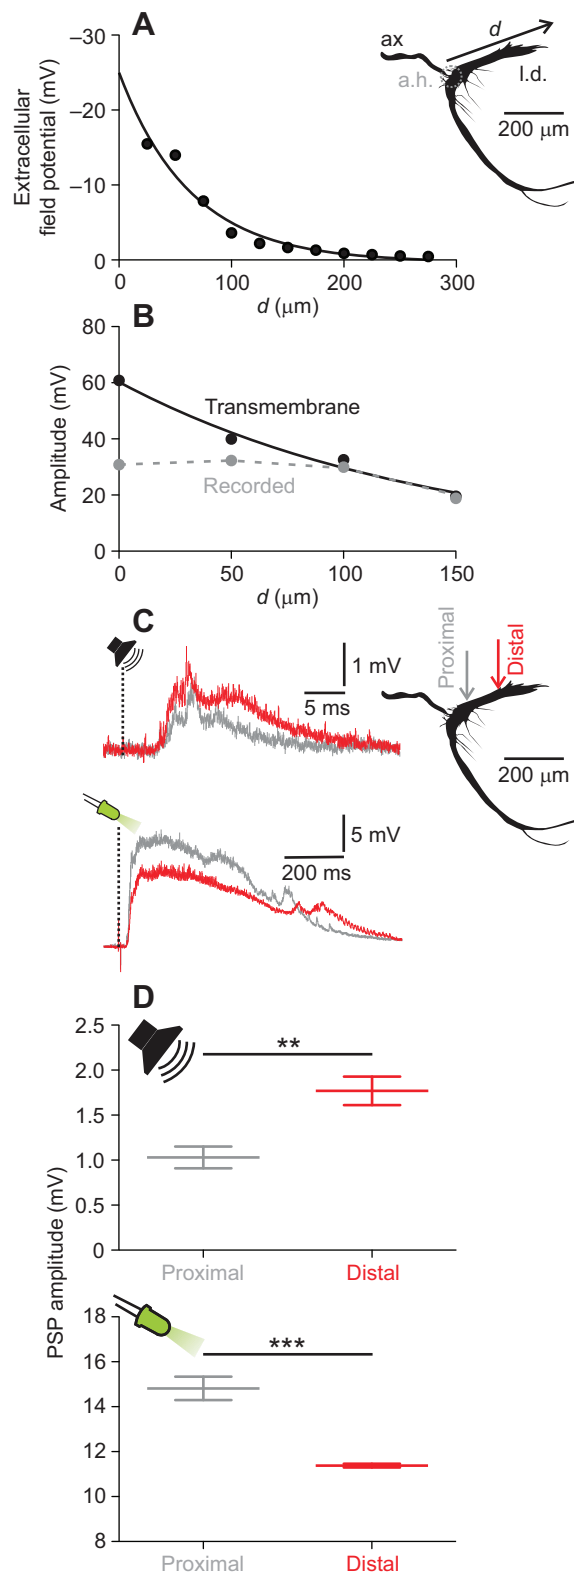 A
Extracellular
field potential (mV)
–30
–20
–10
0
0
100
200
300
d (μm)
ax
d
a.h.
l.d.
200 μm
B
Amplitude (mV)
80
60
40
20
0
Transmembrane
Recorded
0
50
100
150
d (μm)
C
1 mV
5 ms
Proximal
Distal
200 μm
5 mV
200 ms
D
PSP amplitude (mV)
2.5
2.0
1.5
1.0
0.5
0
**
Proximal
Distal
18
16
14
12
10
8
***
Proximal
Distal